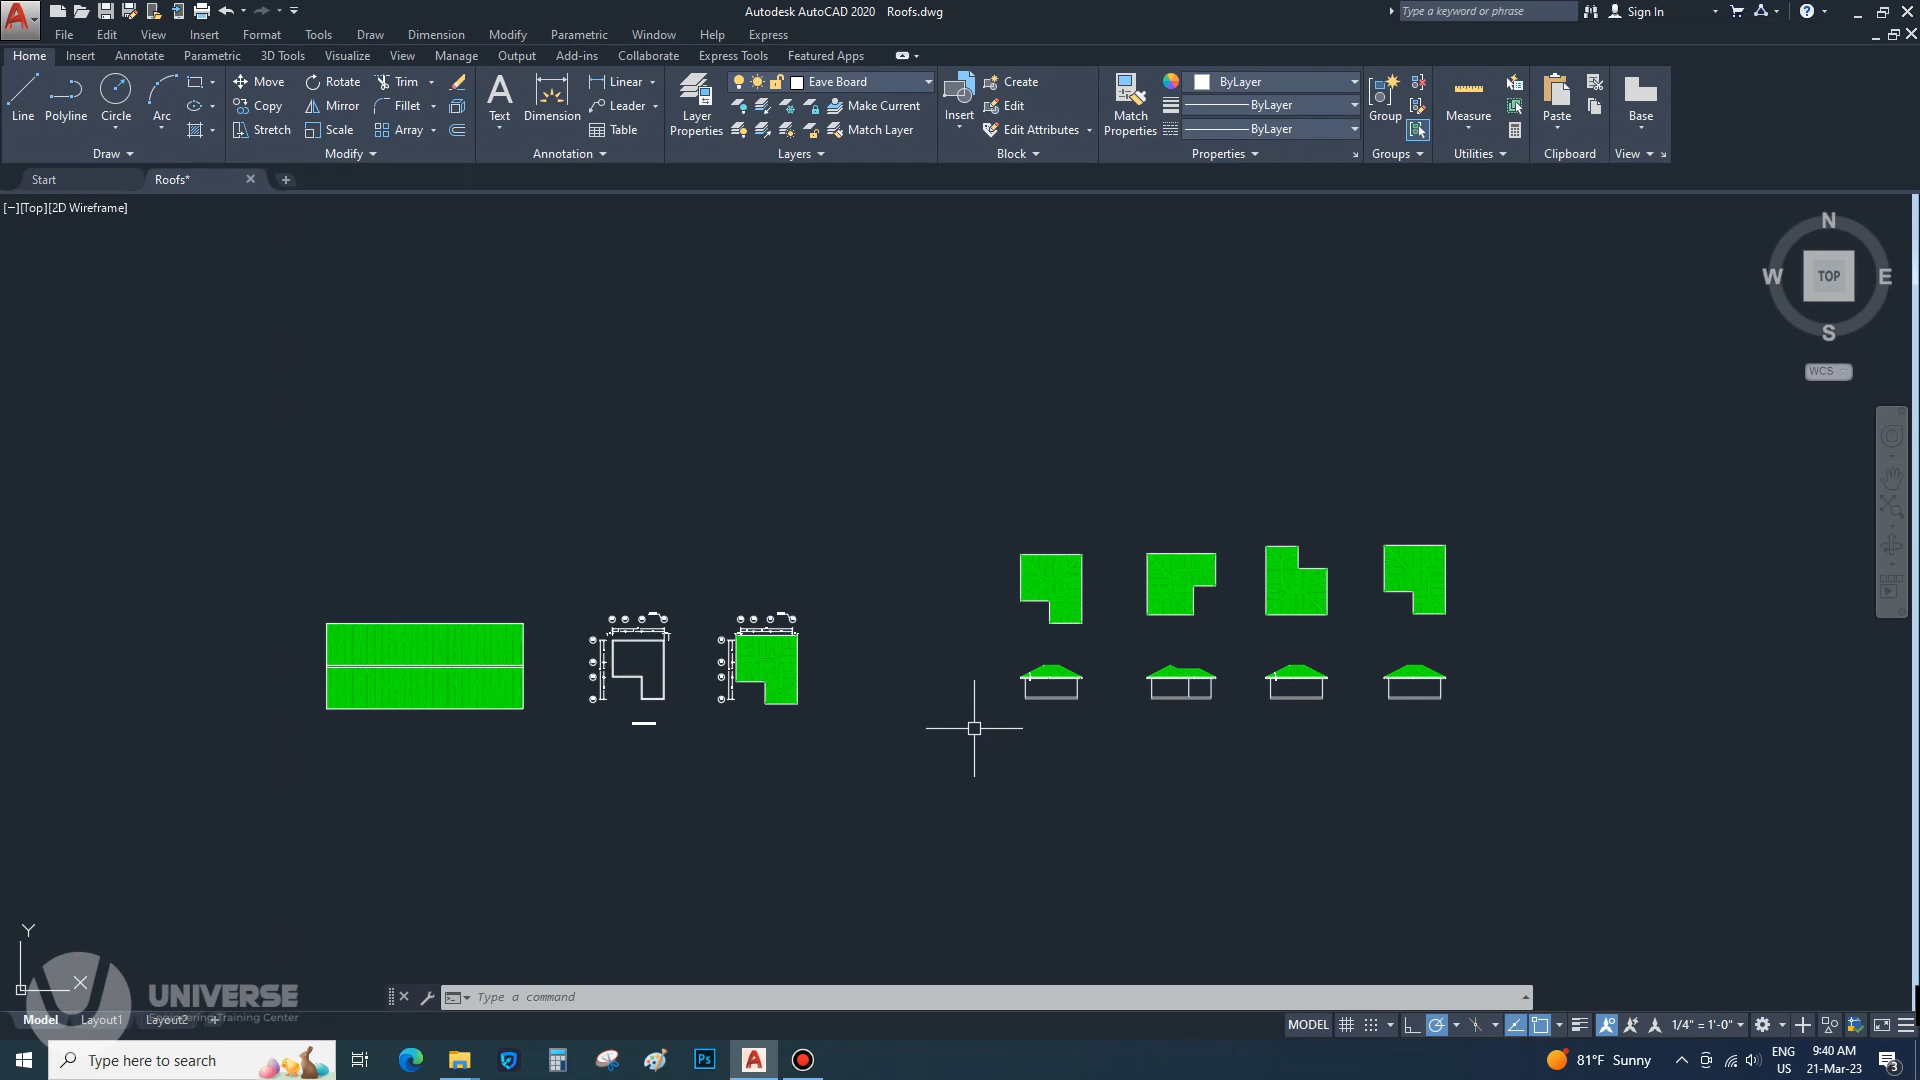 Autodesk AutoCAD 2020 Roofs.dwg
Type a keyword or phrase
Sign In
File Edit View Insert Format Tools Draw Dimension Modify Parametric Window Help Express
Home Insert Annotate Parametric 3D Tools Visualize View Manage Output Add-ins Collaborate Express Tools Featured Apps
Line Polyline Circle Arc
Move Rotate Trim
Copy Mirror Fillet
Stretch Scale Array
Text Dimension
Linear
Leader
Table
Layer
Properties
Eave Board
Make Current
Match Layer
Insert
Create
Edit
Edit Attributes
Match
Properties
ByLayer
ByLayer
ByLayer
Group
Measure
Paste
Base
Draw Modify Annotation Layers Block Properties Groups Utilities Clipboard View
Start Roofs*
[−][Top][2D Wireframe]
N
W TOP E
S
WCS
Y
X
UNIVERSE
Engineering Training Center
Type a command
Model Layout1 Layout2
MODEL
1/4" = 1'-0"
Type here to search
Ps
81°F Sunny
ENG
US
9:40 AM
21-Mar-23
3